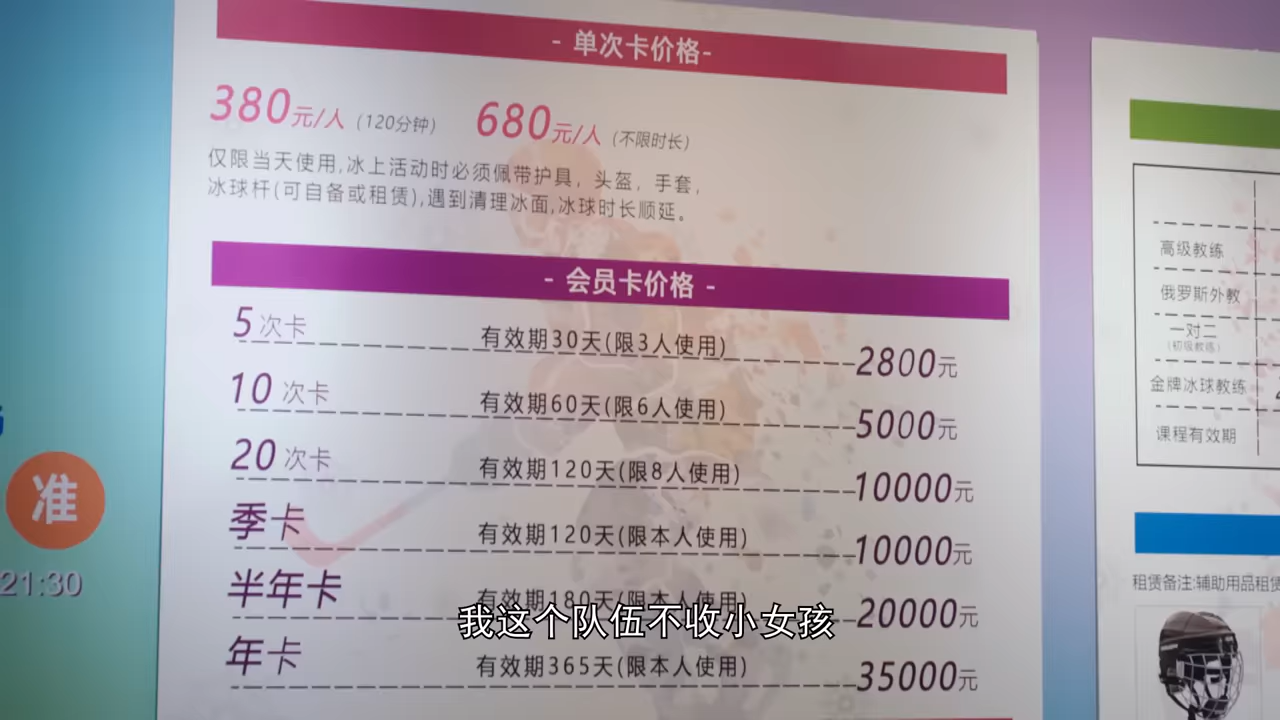 - 单次卡价格-
380元/人（120分钟） 680元/人（不限时长）
仅限当天使用,冰上活动时必须佩带护具，头盔，手套，
冰球杆(可自备或租赁),遇到清理冰面,冰球时长顺延。
- 会员卡价格 -
5次卡 有效期30天(限3人使用) 2800元
10次卡 有效期60天(限6人使用) 5000元
20次卡 有效期120天(限8人使用) 10000元
季卡 有效期120天(限本人使用) 10000元
半年卡 有效期180天(限本人使用) 20000元
年卡 有效期365天(限本人使用) 35000元
我这个队伍不收小女孩
准
21:30
高级教练
俄罗斯外教
一对二
(初级教练)
金牌冰球教练
课程有效期
租赁备注:辅助用品租赁